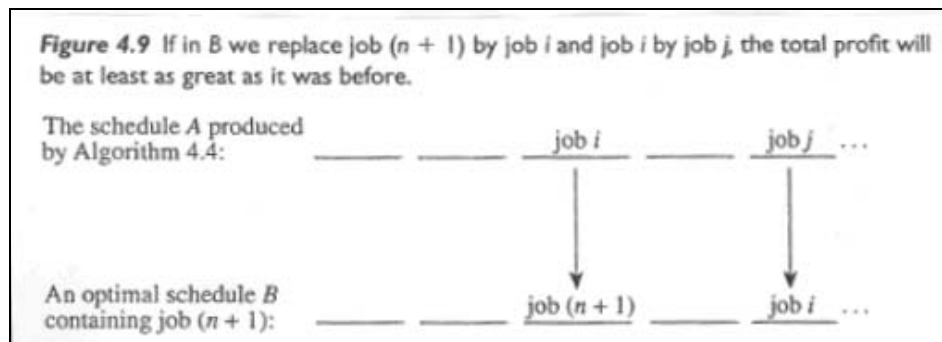 Figure 4.9 If in B we replace job (n + 1) by job i and job i by job j, the total profit will
be at least as great as it was before.
The schedule A produced
by Algorithm 4.4:
job i
job j ...
An optimal schedule B
containing job (n + 1):
job (n + 1)
job i ...